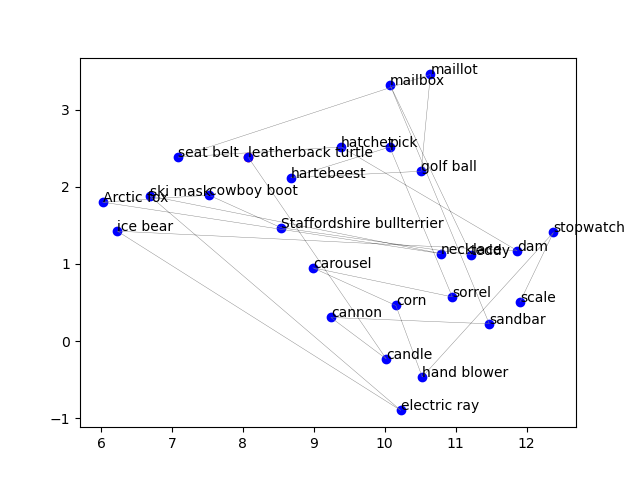 maillot
mailbox
hatchet
pick
seat belt
leatherback turtle
golf ball
hartebeest
ski mask
cowboy boot
Arctic fox
Staffordshire bullterrier
ice bear
stopwatch
necklace
teddy
dam
carousel
sorrel
scale
corn
cannon
sandbar
candle
hand blower
electric ray
3
2
1
0
−1
6 7 8 9 10 11 12